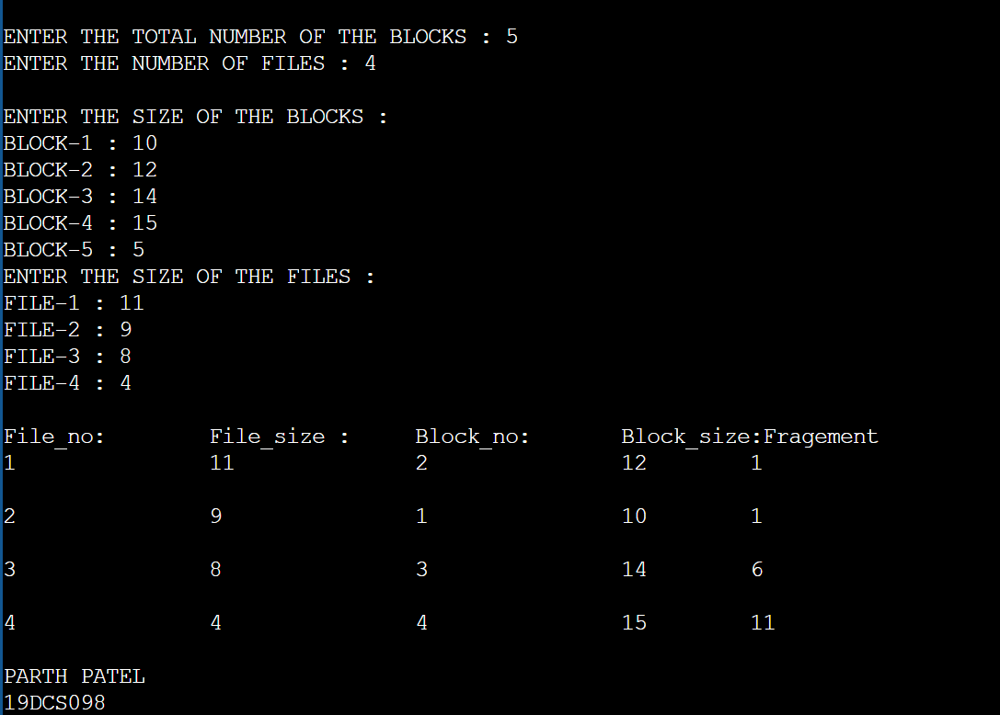 ENTER THE TOTAL NUMBER OF THE BLOCKS : 5
ENTER THE NUMBER OF FILES : 4
ENTER THE SIZE OF THE BLOCKS :
BLOCK-1 : 10
BLOCK-2 : 12
BLOCK-3 : 14
BLOCK-4 : 15
BLOCK-5 : 5
ENTER THE SIZE OF THE FILES :
FILE-1 : 11
FILE-2 : 9
FILE-3 : 8
FILE-4 : 4
File_no: File_size : Block_no: Block_size:Fragement
1 11 2 12 1
2 9 1 10 1
3 8 3 14 6
4 4 4 15 11
PARTH PATEL
19DCS098